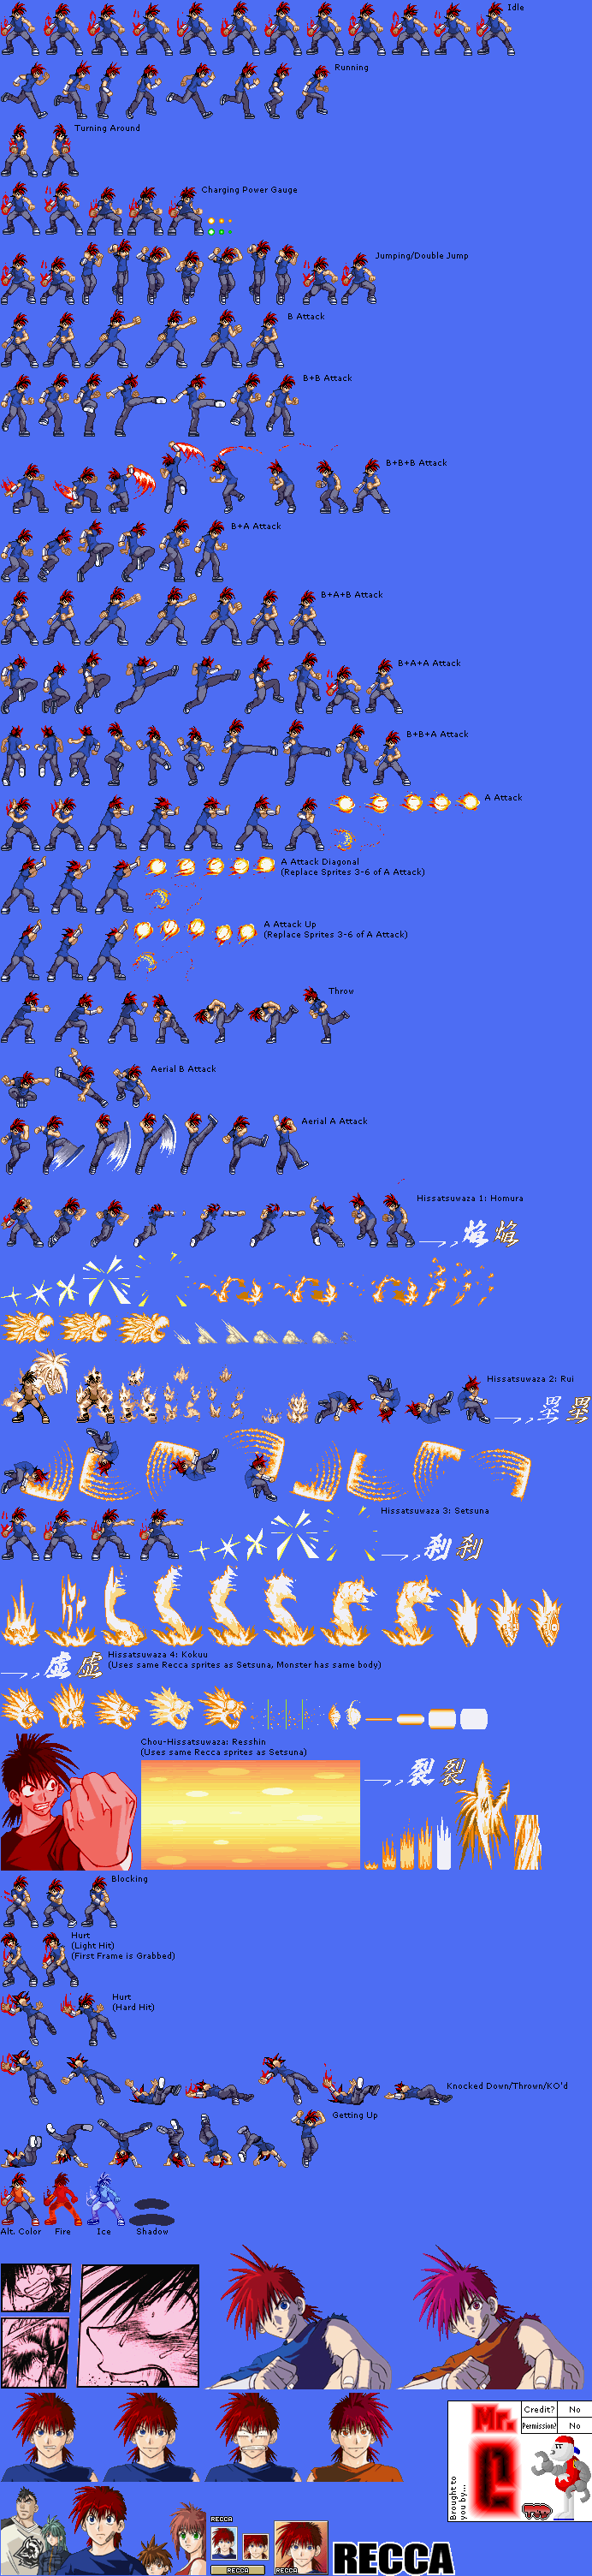 Idle
Running
Turning Around
Charging Power Gauge
Jumping/Double Jump
B Attack
B+B Attack
B+B+B Attack
B+A Attack
B+A+B Attack
B+A+A Attack
B+B+A Attack
A Attack
A Attack Diagonal
(Replace Sprites 3-6 of A Attack)
A Attack Up
(Replace Sprites 3-6 of A Attack)
Throw
Aerial B Attack
Aerial A Attack
Hissatsuwaza 1: Homura
焔 焔
Hissatsuwaza 2: Rui
塁 塁
Hissatsuwaza 3: Setsuna
刹 刹
虚 虚
Hissatsuwaza 4: Kokuu
(Uses same Recca sprites as Setsuna, Monster has same body)
Chou-Hissatsuwaza: Resshin
(Uses same Recca sprites as Setsuna)
裂 裂
Blocking
Hurt
(Light Hit)
(First Frame is Grabbed)
Hurt
(Hard Hit)
Knocked Down/Thrown/KO'd
Getting Up
Alt. Color
Fire
Ice
Shadow
Brought to
you by...
Mr.
C
Credit?
No
Permission?
No
RECCA
RECCA
RECCA
RECCA